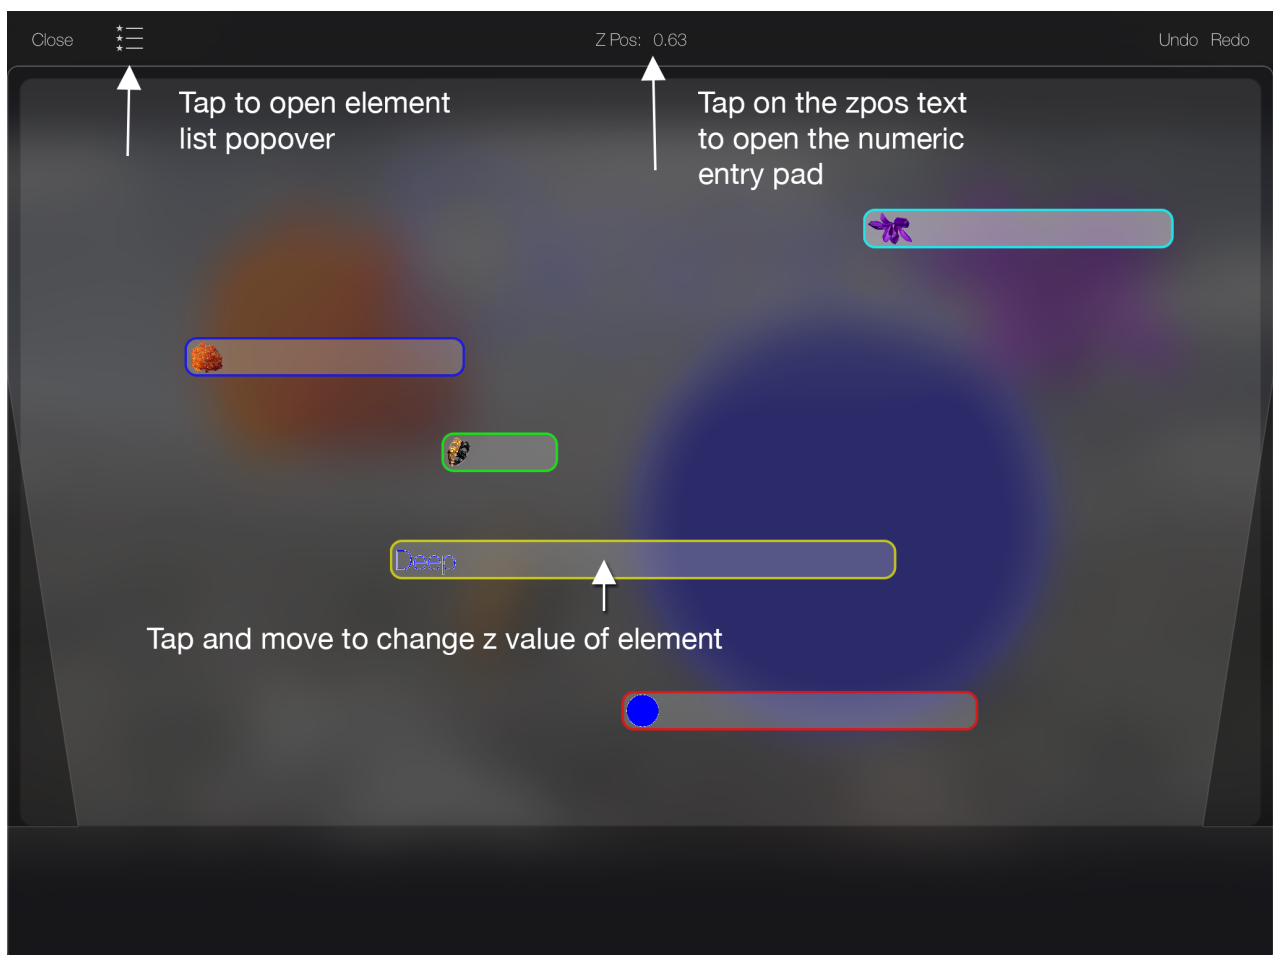 Close
Z Pos: 0.63
Undo Redo
Tap to open element
list popover
Tap on the zpos text
to open the numeric
entry pad
Deep
Tap and move to change z value of element